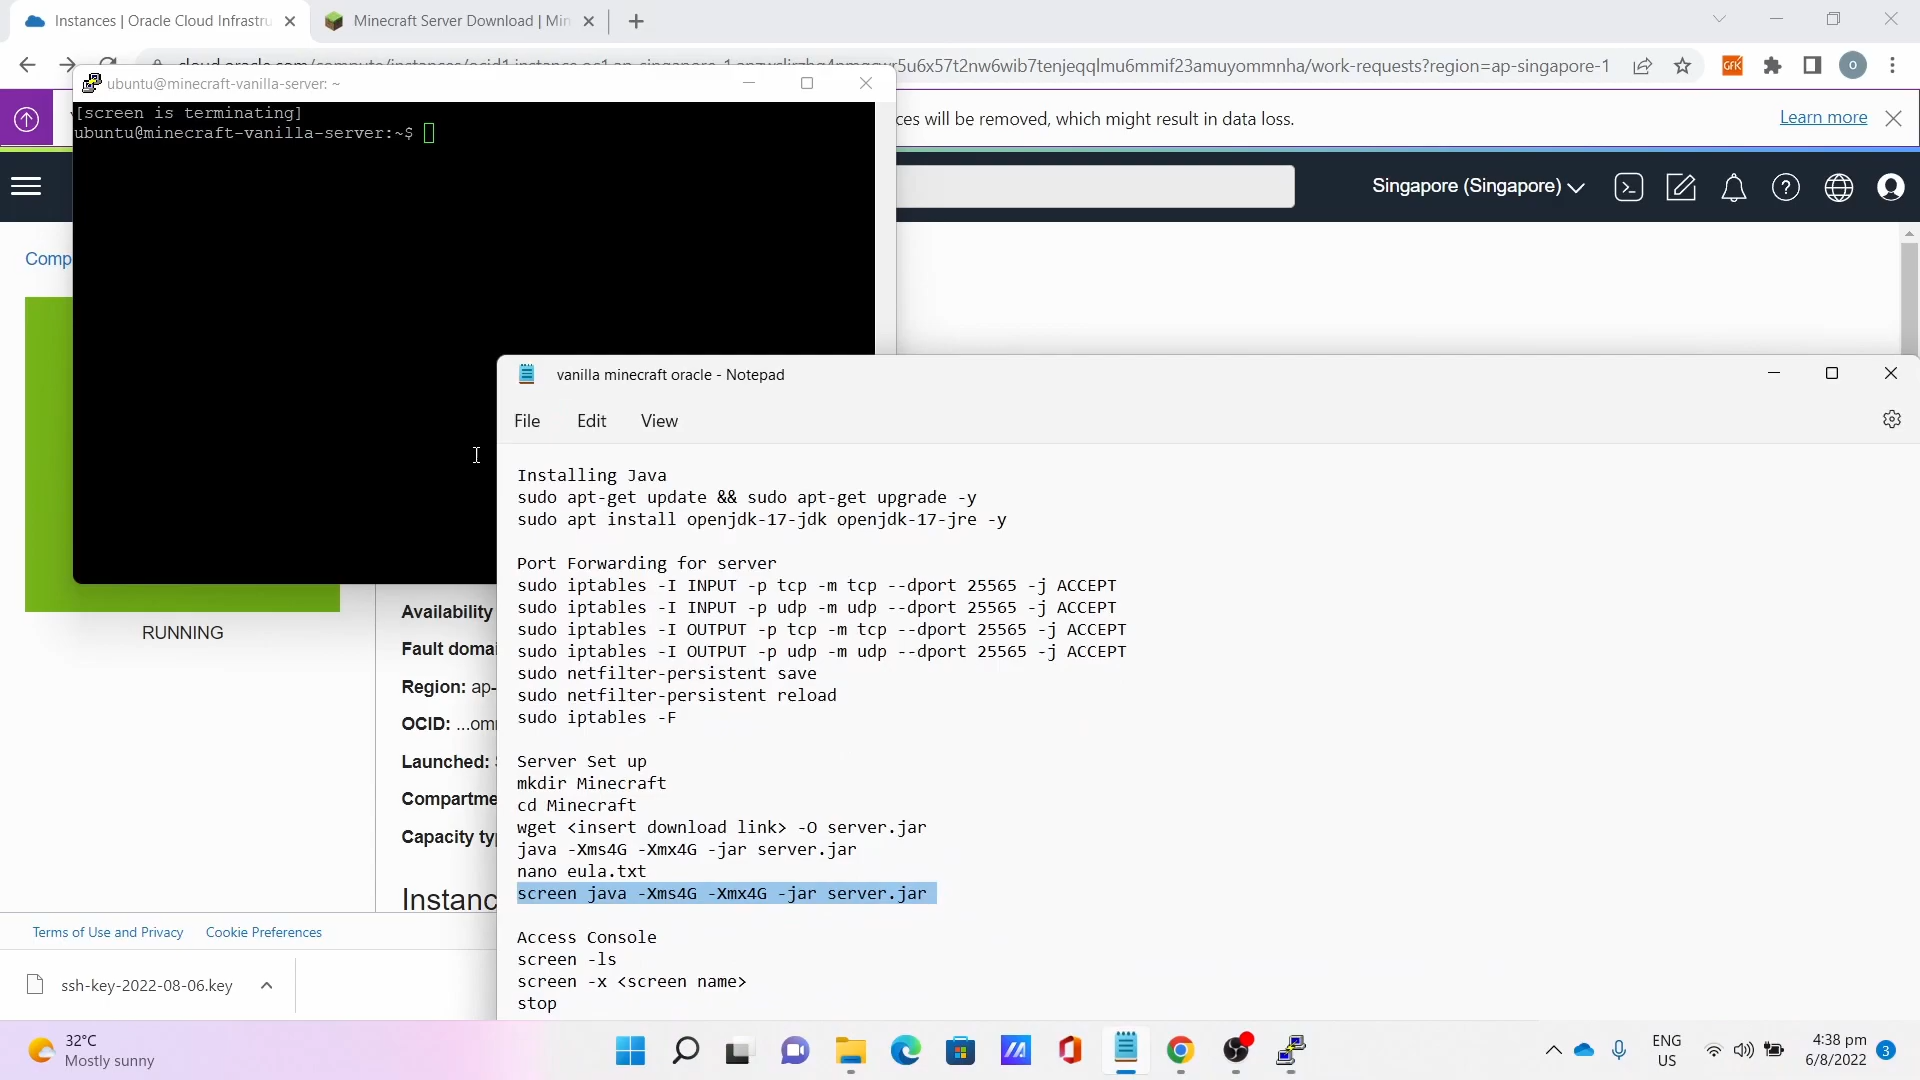 Instances | Oracle Cloud Infrastru
Minecraft Server Download | Min
ubuntu@minecraft-vanilla-server: ~
[screen is terminating]
ubuntu@minecraft-vanilla-server:~$
ces will be removed, which might result in data loss.
Learn more
Singapore (Singapore)
Comp
RUNNING
Availability
Fault domai
Region: ap-
OCID: ...omm
Launched:
Compartme
Capacity typ
Instanc
vanilla minecraft oracle - Notepad
File
Edit
View
Installing Java
sudo apt-get update && sudo apt-get upgrade -y
sudo apt install openjdk-17-jdk openjdk-17-jre -y
Port Forwarding for server
sudo iptables -I INPUT -p tcp -m tcp --dport 25565 -j ACCEPT
sudo iptables -I INPUT -p udp -m udp --dport 25565 -j ACCEPT
sudo iptables -I OUTPUT -p tcp -m tcp --dport 25565 -j ACCEPT
sudo iptables -I OUTPUT -p udp -m udp --dport 25565 -j ACCEPT
sudo netfilter-persistent save
sudo netfilter-persistent reload
sudo iptables -F
Server Set up
mkdir Minecraft
cd Minecraft
wget <insert download link> -O server.jar
java -Xms4G -Xmx4G -jar server.jar
nano eula.txt
screen java -Xms4G -Xmx4G -jar server.jar
Access Console
screen -ls
screen -x <screen name>
stop
Terms of Use and Privacy
Cookie Preferences
ssh-key-2022-08-06.key
32°C
Mostly sunny
ENG
US
4:38 pm
6/8/2022
3